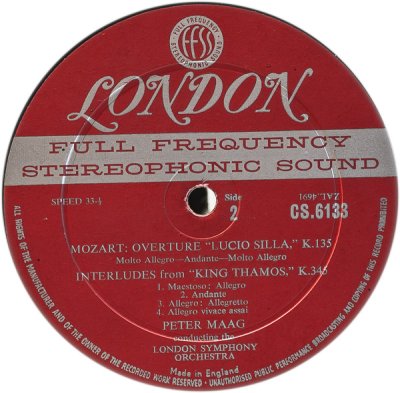 FULL FREQUENCY
ffss
STEREOPHONIC SOUND
LONDON
FULL FREQUENCY
STEREOPHONIC SOUND
SPEED 33⅓
Side
2
ZAL.4691
CS.6133
MOZART: OVERTURE "LUCIO SILLA," K.135
Molto Allegro—Andante—Molto Allegro
INTERLUDES from "KING THAMOS," K.345
1. Maestoso: Allegro
2. Andante
3. Allegro: Allegretto
4. Allegro vivace assai
PETER MAAG
conducting the
LONDON SYMPHONY
ORCHESTRA
Made in England
ALL RIGHTS OF THE MANUFACTURER AND OF THE OWNER OF THE RECORDED WORK RESERVED · UNAUTHORISED PUBLIC PERFORMANCE BROADCASTING AND COPYING OF THIS RECORD PROHIBITED